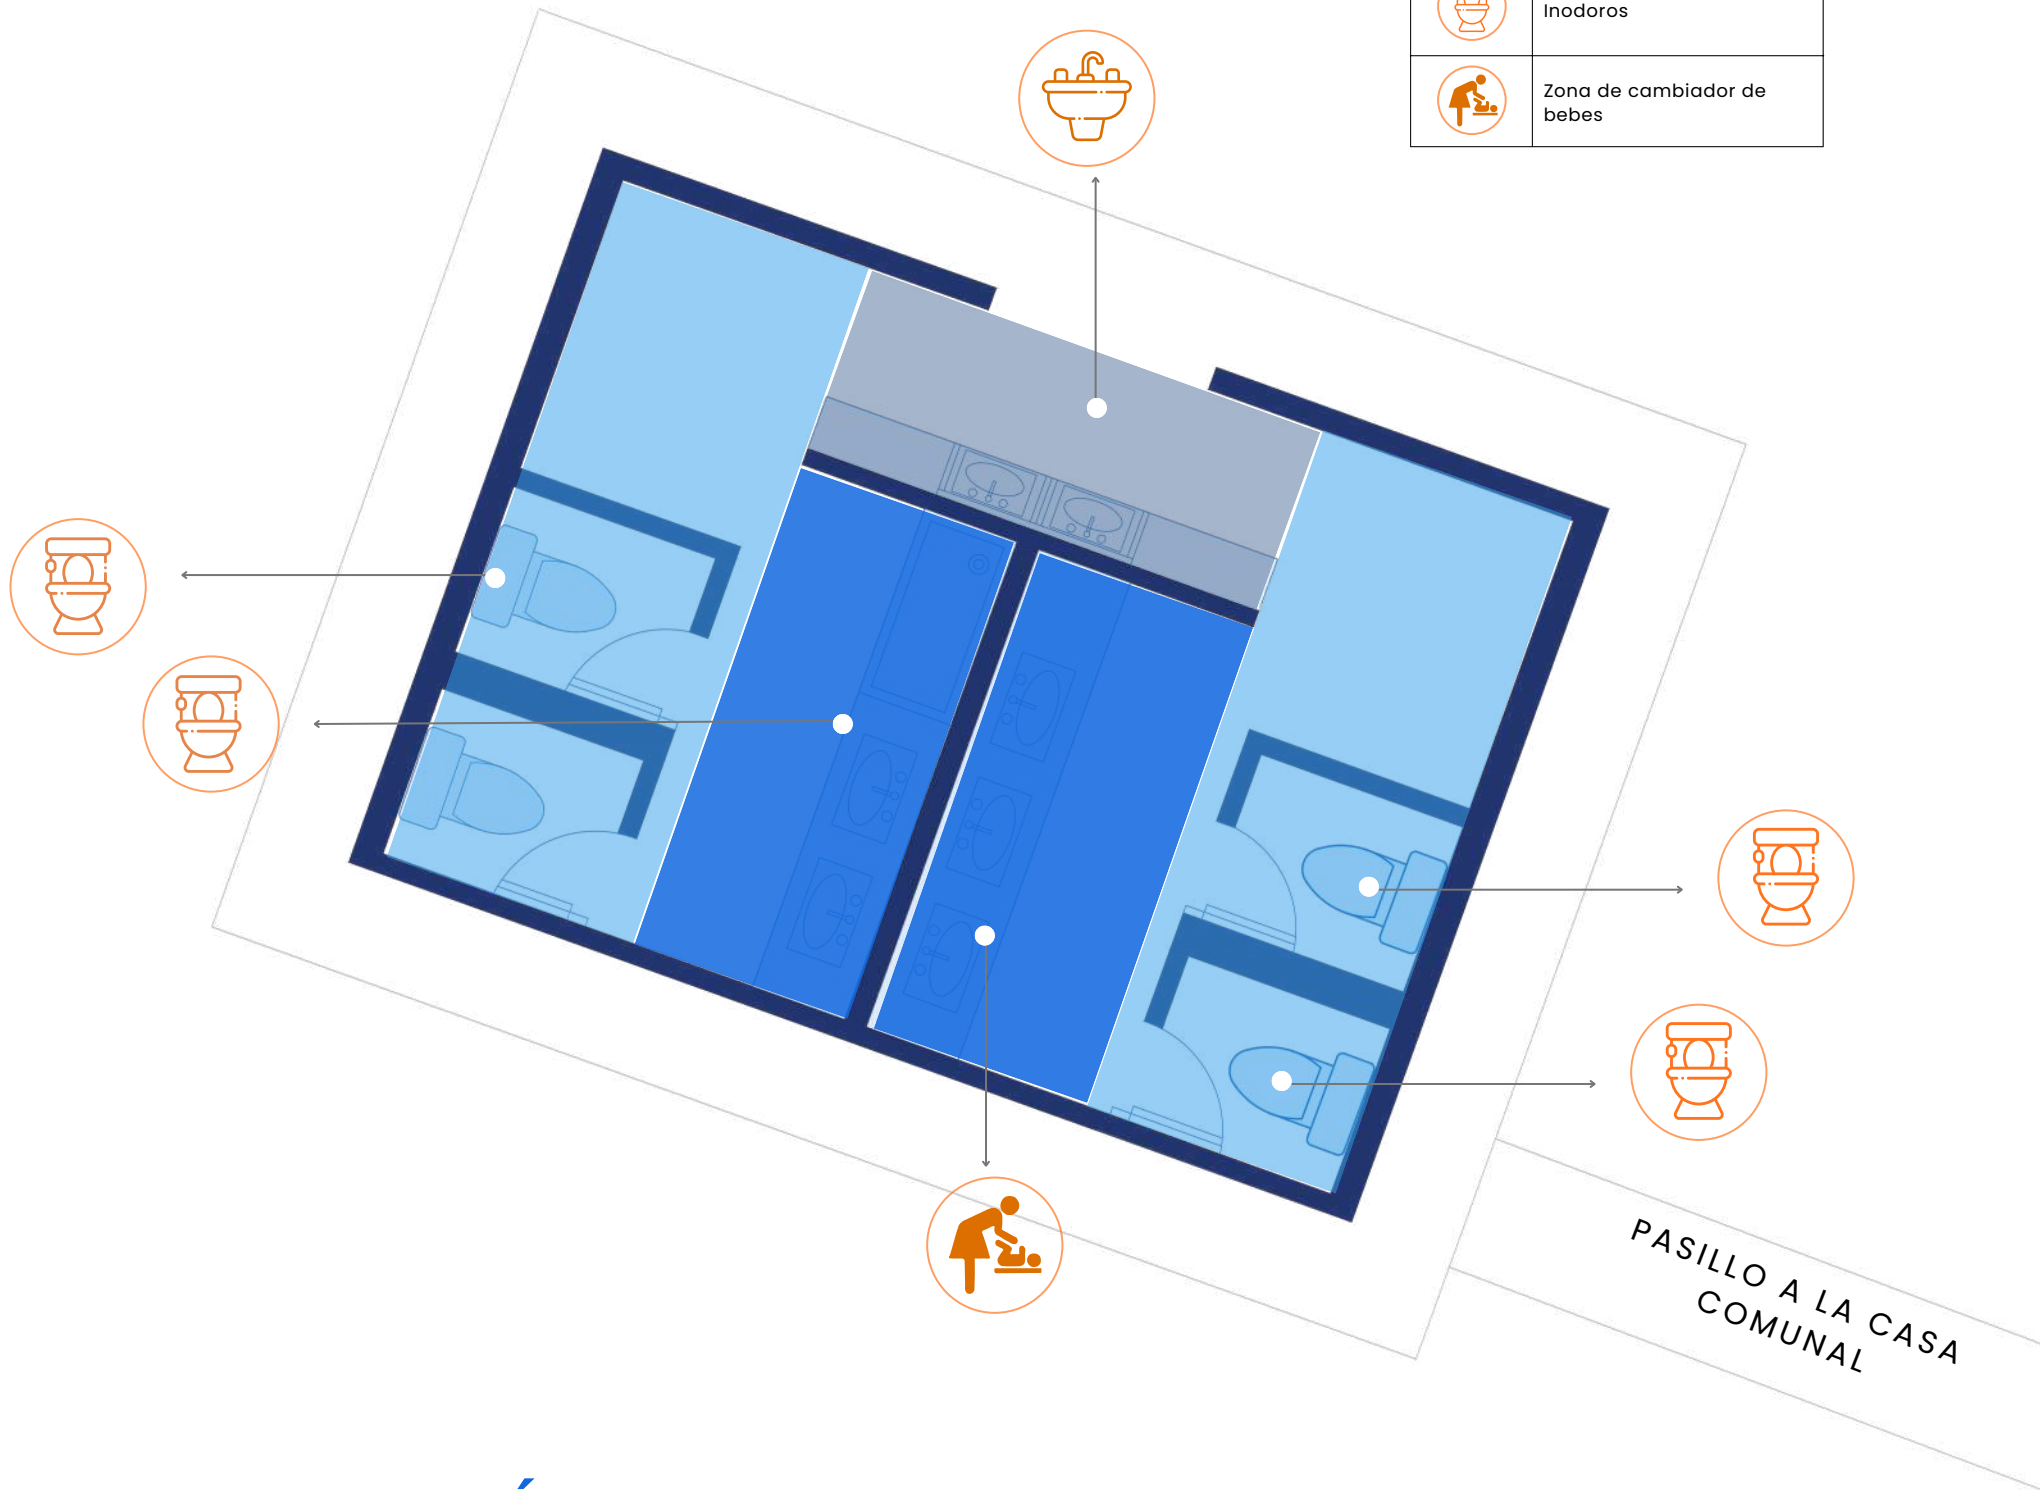 Inodoros
Zona de cambiador de
bebes
PASILLO A LA CASA
COMUNAL